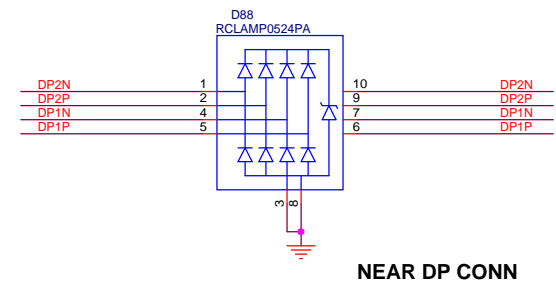 D88
RCLAMP0524PA
DP2N 1 10 DP2N
DP2P 2 9 DP2P
DP1N 4 7 DP1N
DP1P 5 6 DP1P
3 8
NEAR DP CONN